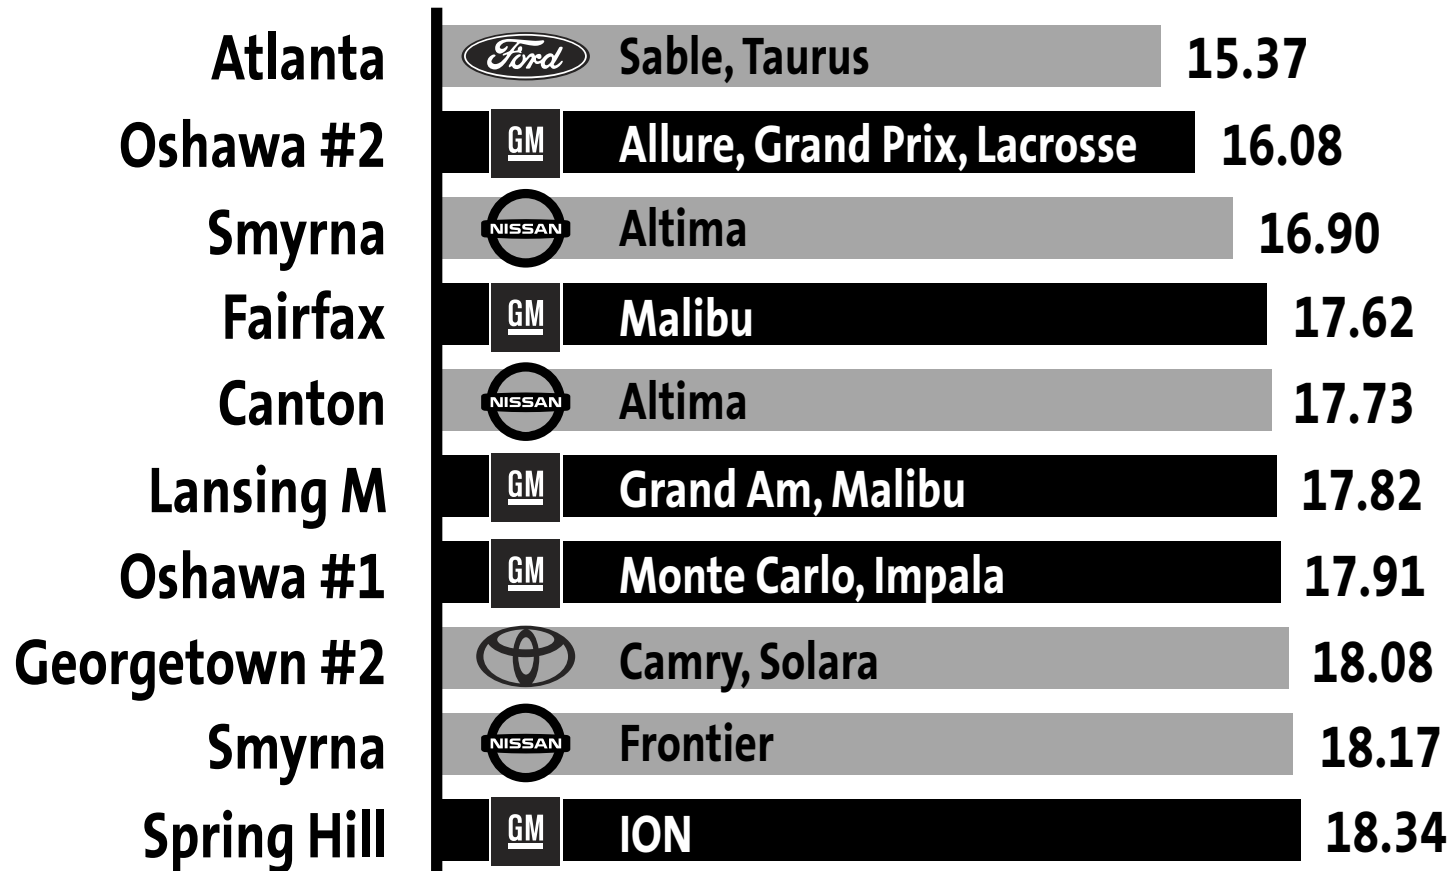 Atlanta Ford Sable, Taurus 15.37
Oshawa #2 GM Allure, Grand Prix, Lacrosse 16.08
Smyrna NISSAN Altima 16.90
Fairfax GM Malibu 17.62
Canton NISSAN Altima 17.73
Lansing M GM Grand Am, Malibu 17.82
Oshawa #1 GM Monte Carlo, Impala 17.91
Georgetown #2 Camry, Solara 18.08
Smyrna NISSAN Frontier 18.17
Spring Hill GM ION 18.34